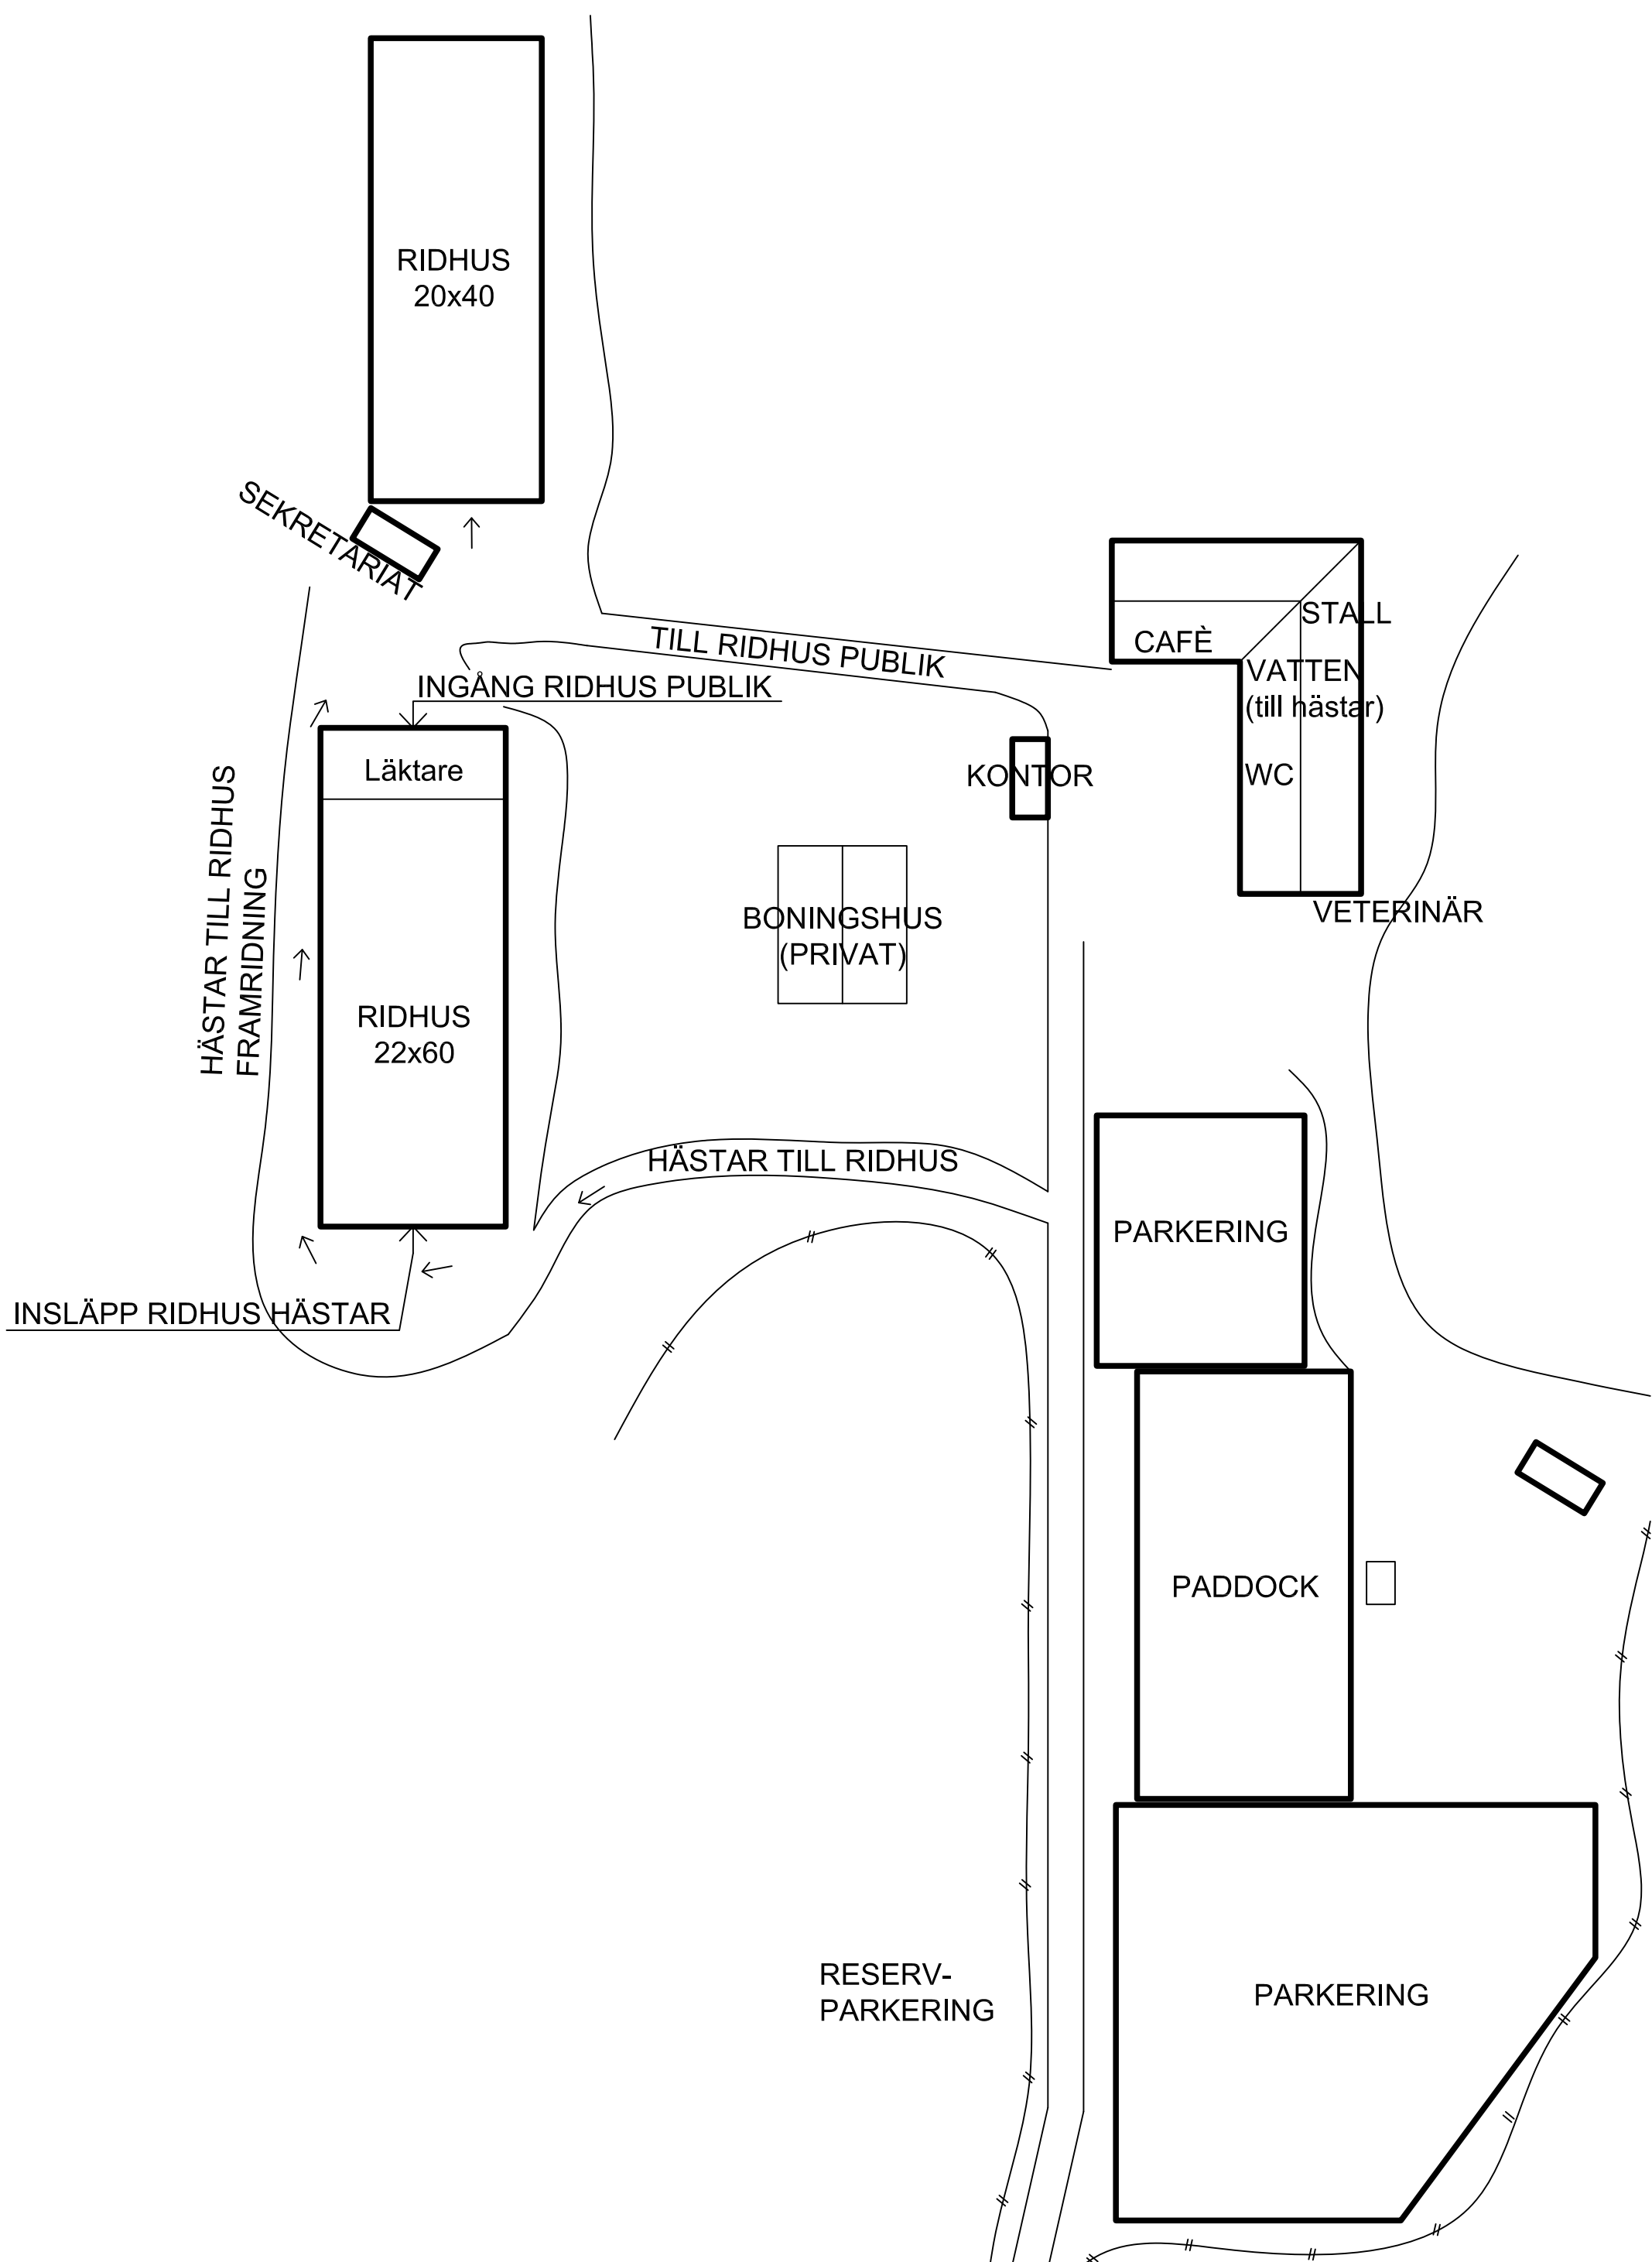 RIDHUS
20x40
SEKRETARIAT
TILL RIDHUS PUBLIK
CAFÈ
STALL
VATTEN
(till hästar)
WC
INGÅNG RIDHUS PUBLIK
Läktare
KONTOR
HÄSTAR TILL RIDHUS
FRAMRIDNING
BONINGSHUS
(PRIVAT)
VETERINÄR
RIDHUS
22x60
HÄSTAR TILL RIDHUS
PARKERING
INSLÄPP RIDHUS HÄSTAR
PADDOCK
RESERV-
PARKERING
PARKERING